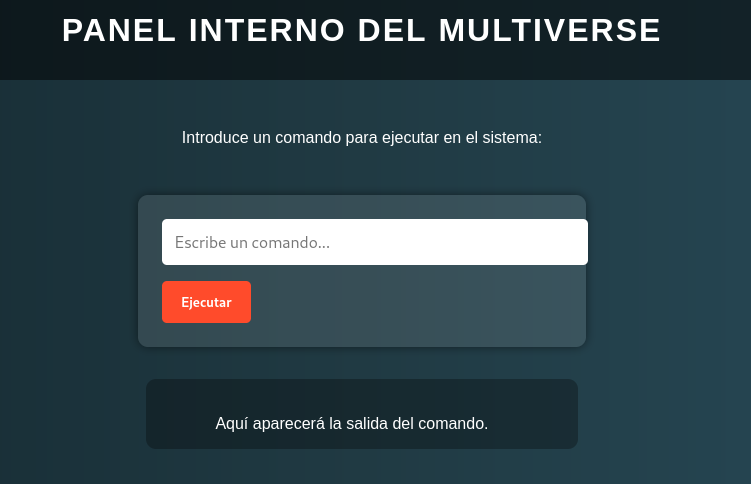 PANEL INTERNO DEL MULTIVERSE
Introduce un comando para ejecutar en el sistema:
Escribe un comando...
Ejecutar
Aquí aparecerá la salida del comando.